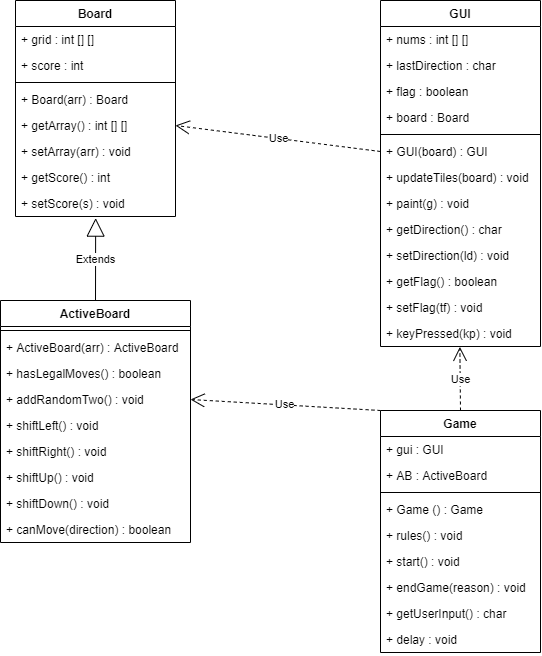 Board
+ grid : int [] []
+ score : int
+ Board(arr) : Board
+ getArray() : int [] []
+ setArray(arr) : void
+ getScore() : int
+ setScore(s) : void
GUI
+ nums : int [] []
+ lastDirection : char
+ flag : boolean
+ board : Board
+ GUI(board) : GUI
+ updateTiles(board) : void
+ paint(g) : void
+ getDirection() : char
+ setDirection(ld) : void
+ getFlag() : boolean
+ setFlag(tf) : void
+ keyPressed(kp) : void
Use
Extends
ActiveBoard
+ ActiveBoard(arr) : ActiveBoard
+ hasLegalMoves() : boolean
+ addRandomTwo() : void
+ shiftLeft() : void
+ shiftRight() : void
+ shiftUp() : void
+ shiftDown() : void
+ canMove(direction) : boolean
Use
Use
Game
+ gui : GUI
+ AB : ActiveBoard
+ Game () : Game
+ rules() : void
+ start() : void
+ endGame(reason) : void
+ getUserInput() : char
+ delay : void